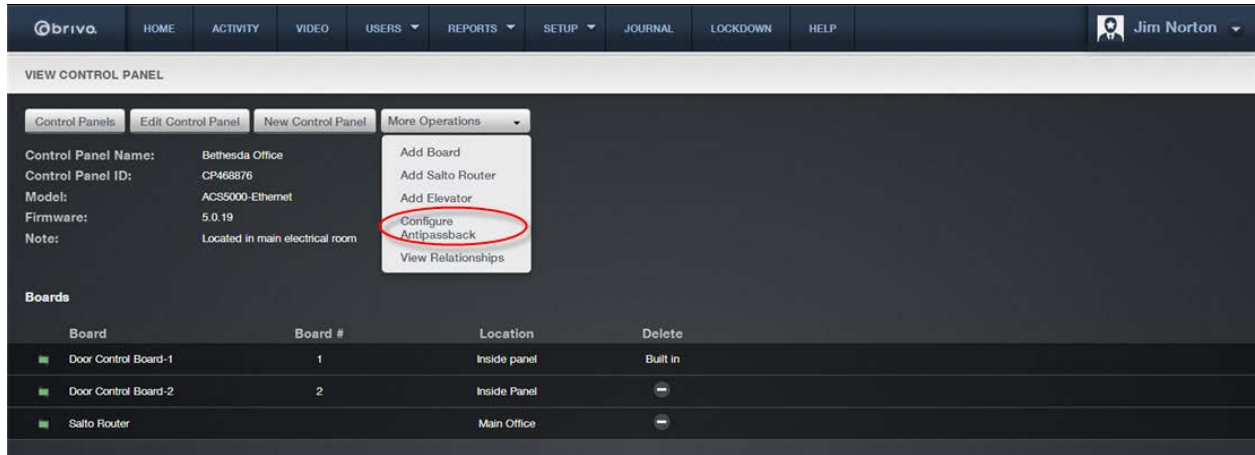 brivo.
HOME ACTIVITY VIDEO USERS REPORTS SETUP JOURNAL LOCKDOWN HELP Jim Norton
VIEW CONTROL PANEL
Control Panels Edit Control Panel New Control Panel More Operations
Control Panel Name: Bethesda Office
Control Panel ID: CP468876
Model: ACS5000-Ethernet
Firmware: 5.0.19
Note: Located in main electrical room
Add Board
Add Salto Router
Add Elevator
Configure
Antipassback
View Relationships
Boards
Board Board # Location Delete
Door Control Board-1 1 Inside panel Built in
Door Control Board-2 2 Inside Panel
Salto Router Main Office